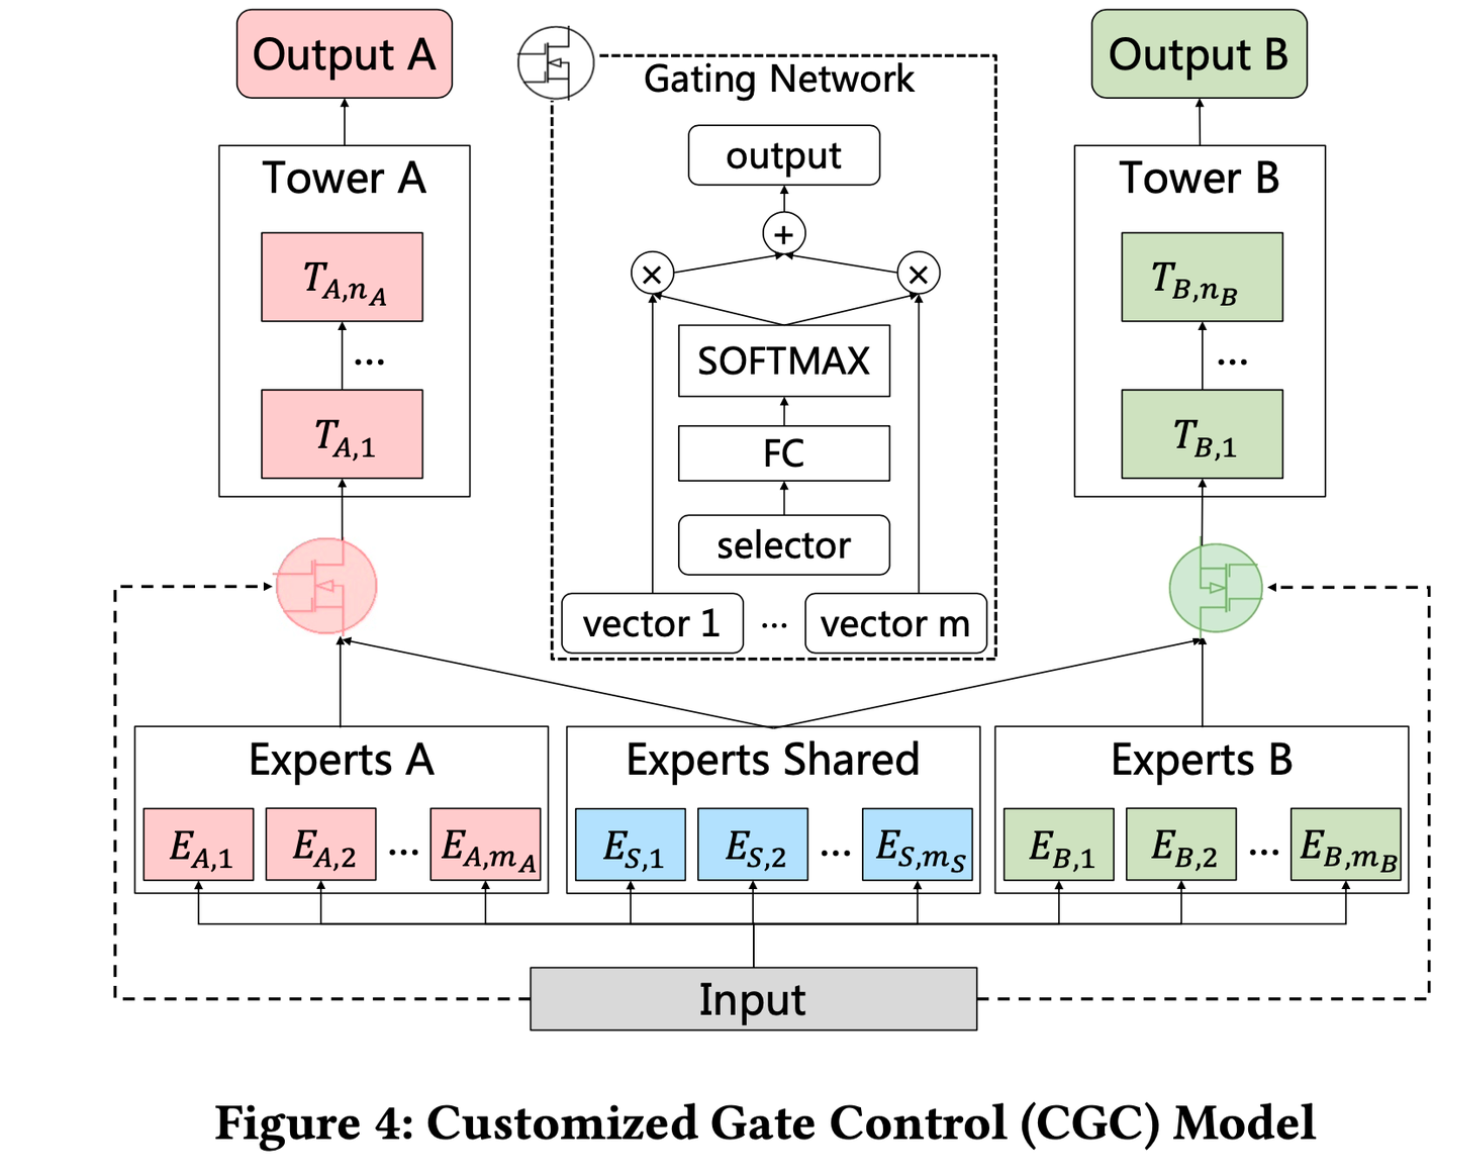 Output A
Gating Network
Output B
output
Tower A
Tower B
+
× ×
T_{A,n_A}
T_{B,n_B}
SOFTMAX
...
...
FC
T_{A,1}
T_{B,1}
selector
vector 1 ... vector m
Experts A
Experts Shared
Experts B
E_{A,1} E_{A,2} ... E_{A,m_A}
E_{S,1} E_{S,2} ... E_{S,m_S}
E_{B,1} E_{B,2} ... E_{B,m_B}
Input
Figure 4: Customized Gate Control (CGC) Model